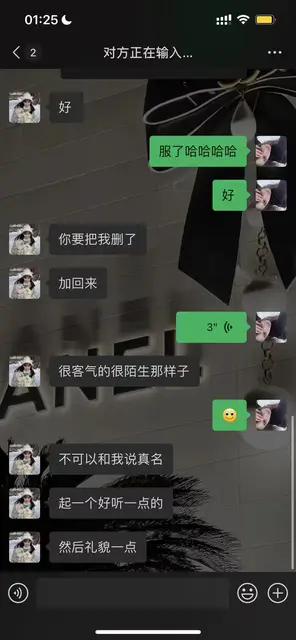 01:25
2
对方正在输入...
好
服了哈哈哈哈
好
你要把我删了
加回来
3"
很客气的很陌生那样子
ANEL
不可以和我说真名
起一个好听一点的
然后礼貌一点